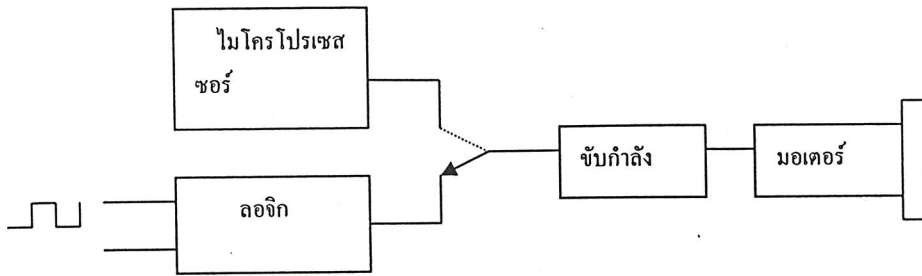 ไมโครโปรเซส
ซอร์
ขับกำลัง
มอเตอร์
ลอจิก